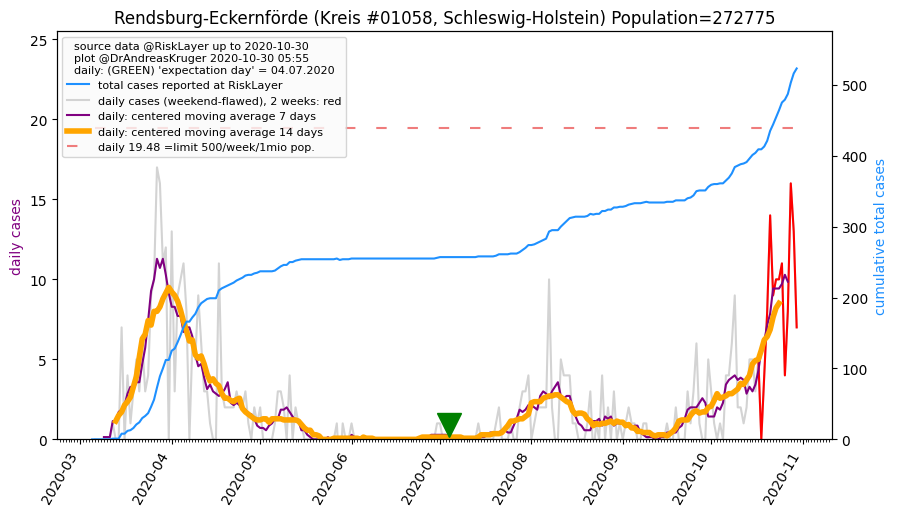 Rendsburg-Eckernförde (Kreis #01058, Schleswig-Holstein) Population=272775
source data @RiskLayer up to 2020-10-30
plot @DrAndreasKruger 2020-10-30 05:55
daily: (GREEN) 'expectation day' = 04.07.2020
total cases reported at RiskLayer
daily cases (weekend-flawed), 2 weeks: red
daily: centered moving average 7 days
daily: centered moving average 14 days
daily 19.48 =limit 500/week/1mio pop.
daily cases
25
20
15
10
5
0
cumulative total cases
500
400
300
200
100
0
2020-03
2020-04
2020-05
2020-06
2020-07
2020-08
2020-09
2020-10
2020-11